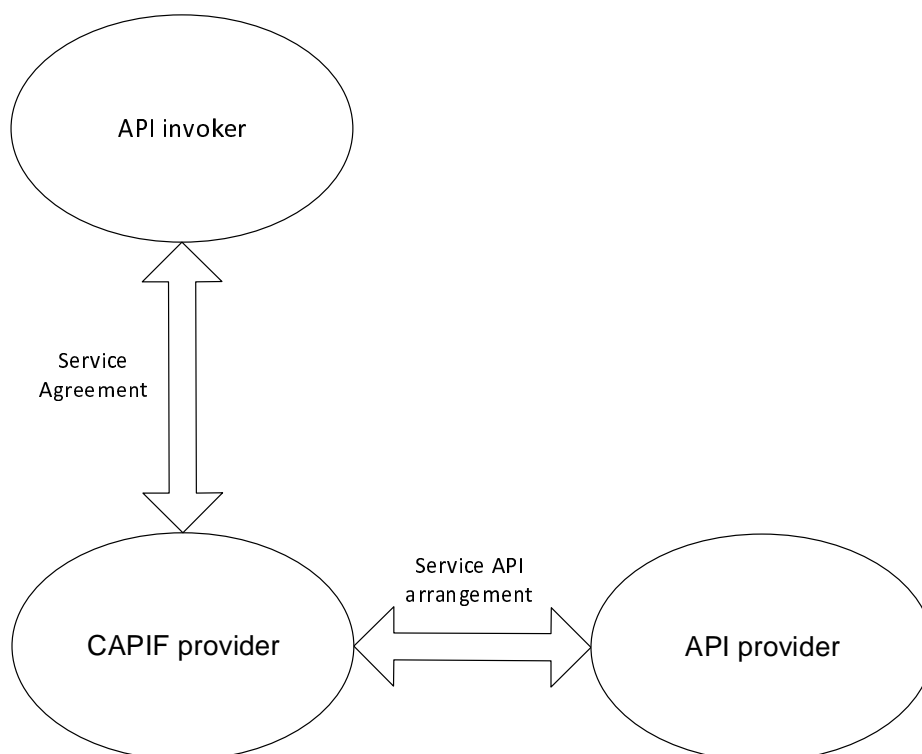 API invoker
Service
Agreement
Service API
arrangement
CAPIF provider
API provider